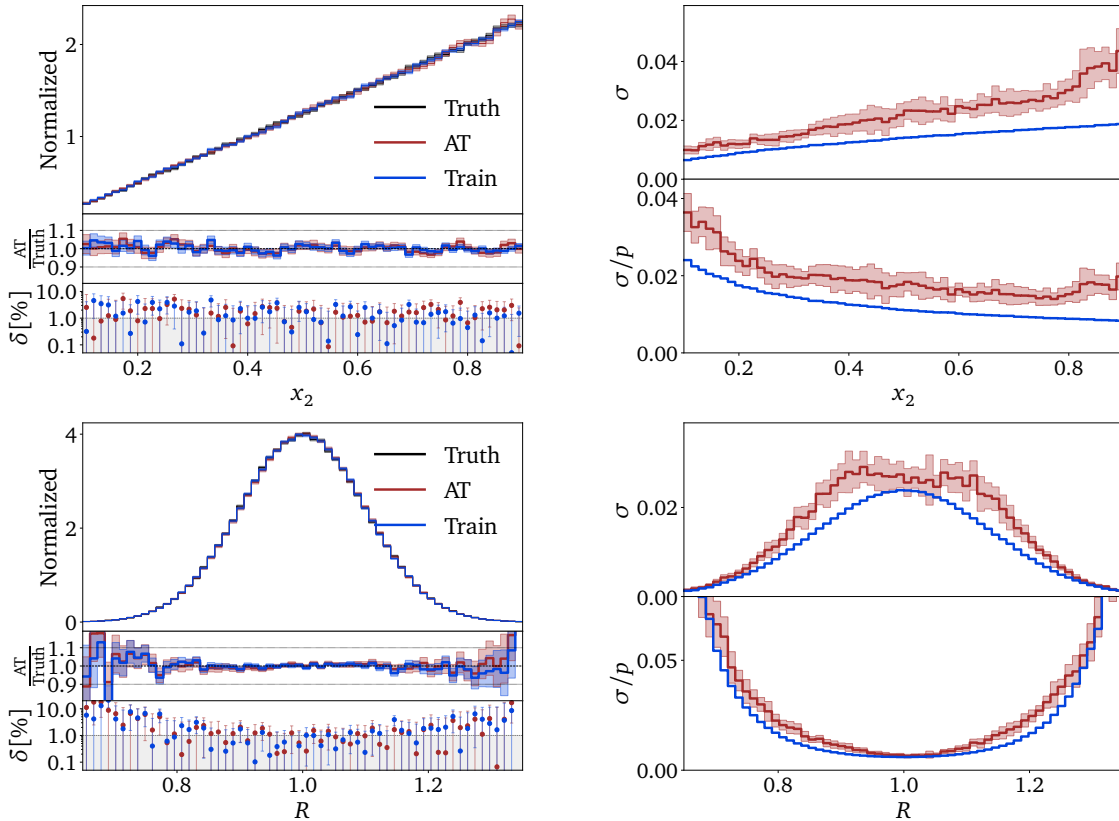 Normalized
2
1
Truth
AT
Train
AT
Truth
1.1
1.0
0.9
δ[%]
10.0
1.0
0.1
0.2
0.4
0.6
0.8
x₂
σ
0.04
0.02
0.00
σ/p
0.04
0.02
0.00
0.2
0.4
0.6
0.8
x₂
Normalized
4
2
0
Truth
AT
Train
AT
Truth
1.1
1.0
0.9
δ[%]
10.0
1.0
0.1
0.8
1.0
1.2
R
σ
0.02
0.00
σ/p
0.05
0.00
0.8
1.0
1.2
R